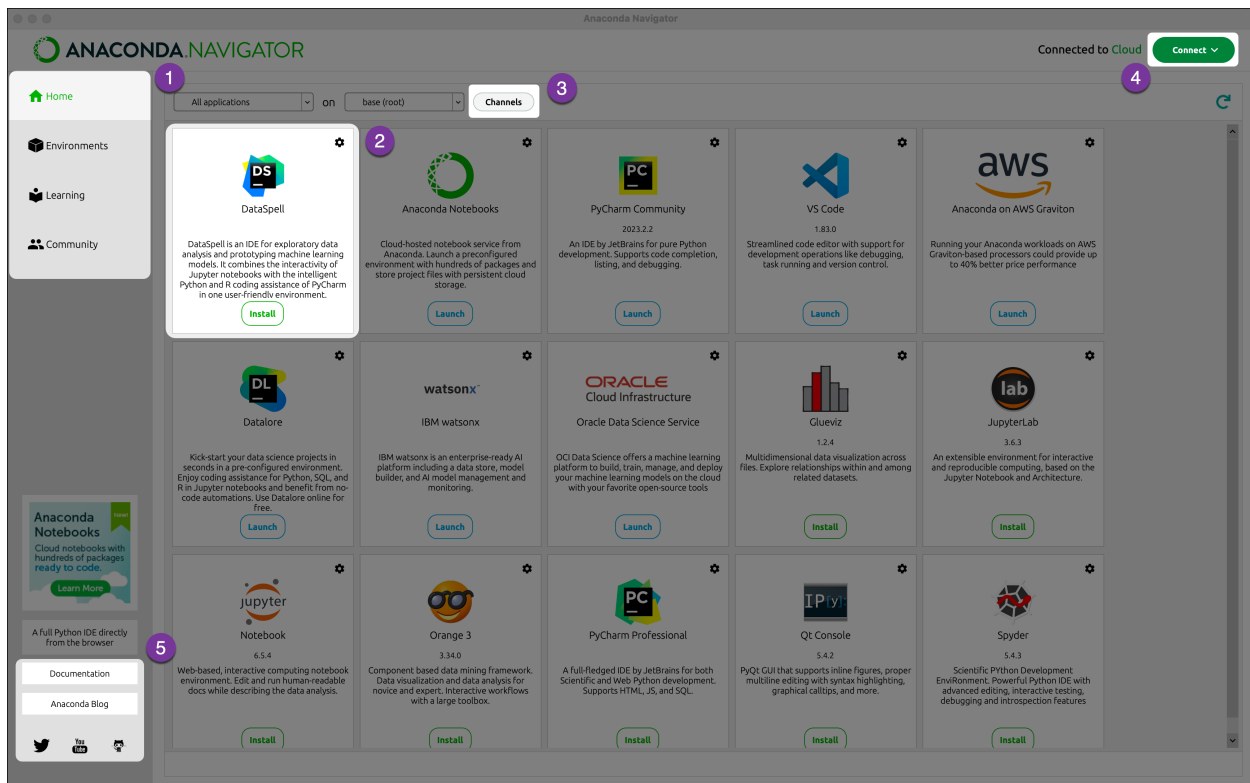 Anaconda Navigator
ANACONDA.NAVIGATOR
Connected to Cloud
Connect
1
2
3
4
5
Home
Environments
Learning
Community
All applications
on
base (root)
Channels
DS
DataSpell
DataSpell is an IDE for exploratory data
analysis and prototyping machine learning
models. It combines the interactivity of
Jupyter notebooks with the intelligent
Python and R coding assistance of PyCharm
in one user-friendly environment.
Install
Anaconda Notebooks
Cloud-hosted notebook service from
Anaconda. Launch a preconfigured
environment with hundreds of packages and
store project files with persistent cloud
storage.
Launch
PC
PyCharm Community
2023.2.2
An IDE by JetBrains for pure Python
development. Supports code completion,
listing, and debugging.
Launch
VS Code
1.83.0
Streamlined code editor with support for
development operations like debugging,
task running and version control.
Launch
aws
Anaconda on AWS Graviton
Running your Anaconda workloads on AWS
Graviton-based processors could provide up
to 40% better price performance
Launch
DL
Datalore
Kick-start your data science projects in
seconds in a pre-configured environment.
Enjoy coding assistance for Python, SQL, and
R in Jupyter notebooks and benefit from no-
code automations. Use Datalore online for
free.
Launch
watsonx
IBM watsonx
IBM watsonx is an enterprise-ready AI
platform including a data store, model
builder, and AI model management and
monitoring.
Launch
ORACLE
Cloud Infrastructure
Oracle Data Science Service
OCI Data Science offers a machine learning
platform to build, train, manage, and deploy
your machine learning models on the cloud
with your favorite open-source tools
Launch
Glueviz
1.2.4
Multidimensional data visualization across
files. Explore relationships within and among
related datasets.
Install
lab
JupyterLab
3.6.3
An extensible environment for interactive
and reproducible computing, based on the
Jupyter Notebook and Architecture.
Install
jupyter
Notebook
6.5.4
Web-based, interactive computing notebook
environment. Edit and run human-readable
docs while describing the data analysis.
Install
Orange 3
3.34.0
Component based data mining framework.
Data visualization and data analysis for
novice and expert. Interactive workflows
with a large toolbox.
Install
PC
PyCharm Professional
A full-fledged IDE by JetBrains for both
Scientific and Web Python development.
Supports HTML, JS, and SQL.
Install
IP[y]:
Qt Console
5.4.2
PyQt GUI that supports inline figures, proper
multiline editing with syntax highlighting,
graphical calltips, and more.
Install
Spyder
5.4.3
Scientific PYthon Development
EnviRonment. Powerful Python IDE with
advanced editing, interactive testing,
debugging and introspection features
Install
Anaconda
Notebooks
New!
Cloud notebooks with
hundreds of packages
ready to code.
Learn More
A full Python IDE directly
from the browser
Documentation
Anaconda Blog
You
Tube